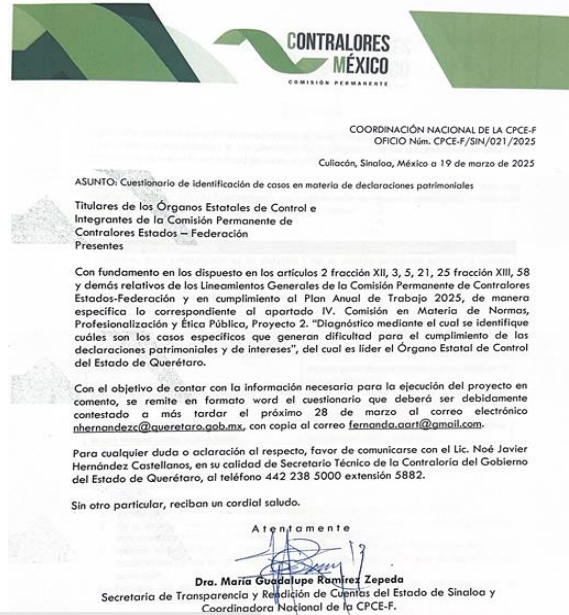 CONTRALORES
MÉXICO
COMISIÓN PERMANENTE
COORDINACIÓN NACIONAL DE LA CPCE-F
OFICIO Núm. CPCE-F/SIN/021/2025
Culiacán, Sinaloa, México a 19 de marzo de 2025
ASUNTO: Cuestionario de identificación de casos en materia de declaraciones patrimoniales
Titulares de los Órganos Estatales de Control e
Integrantes de la Comisión Permanente de
Contralores Estados – Federación
Presentes
Con fundamento en los dispuesto en los artículos 2 fracción XII, 3, 5, 21, 25 fracción XIII, 58
y demás relativos de los Lineamientos Generales de la Comisión Permanente de Contralores
Estados-Federación y en cumplimiento al Plan Anual de Trabajo 2025, de manera
específica lo correspondiente al apartado IV. Comisión en Materia de Normas,
Profesionalización y Ética Pública, Proyecto 2. “Diagnóstico mediante el cual se identifique
cuáles son los casos específicos que generan dificultad para el cumplimiento de las
declaraciones patrimoniales y de intereses”, del cual es líder el Órgano Estatal de Control
del Estado de Querétaro.
Con el objetivo de contar con la información necesaria para la ejecución del proyecto en
comento, se remite en formato word el cuestionario que deberá ser debidamente
contestado a más tardar el próximo 28 de marzo al correo electrónico
nhernandezc@queretaro.gob.mx, con copia al correo fernanda.aart@gmail.com.
Para cualquier duda o aclaración al respecto, favor de comunicarse con el Lic. Noé Javier
Hernández Castellanos, en su calidad de Secretario Técnico de la Contraloría del Gobierno
del Estado de Querétaro, al teléfono 442 238 5000 extensión 5882.
Sin otro particular, reciban un cordial saludo.
Atentamente
Dra. María Guadalupe Ramírez Zepeda
Secretaria de Transparencia y Rendición de Cuentas del Estado de Sinaloa y
Coordinadora Nacional de la CPCE-F.